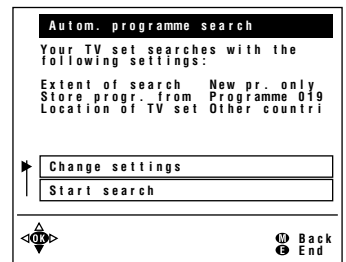 Autom. programme search
Your TV set searches with the
following settings:
Extent of search New pr. only
Store progr. from Programme 019
Location of TV set Other countri
Change settings
Start search
OK
M Back
E End